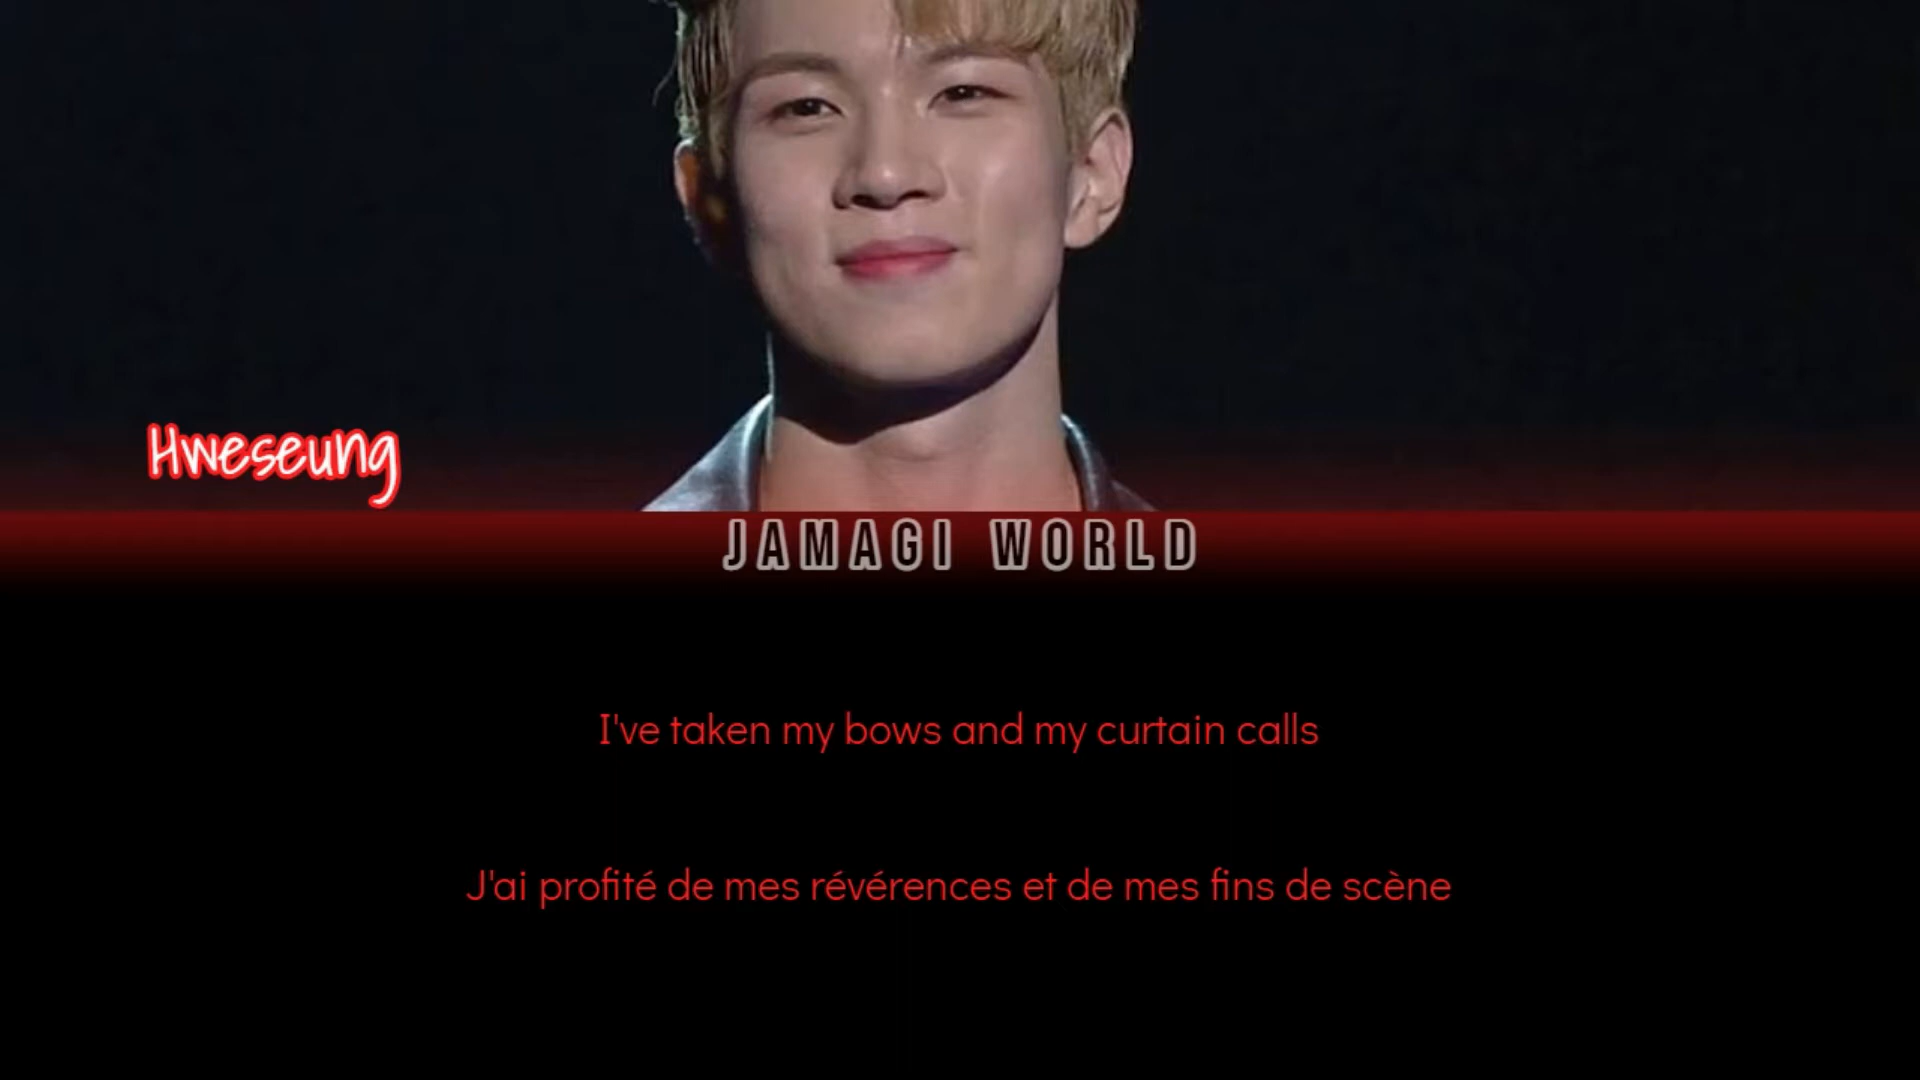 Hweseung
JAMAGI WORLD
I've taken my bows and my curtain calls
J'ai profité de mes révérences et de mes fins de scène